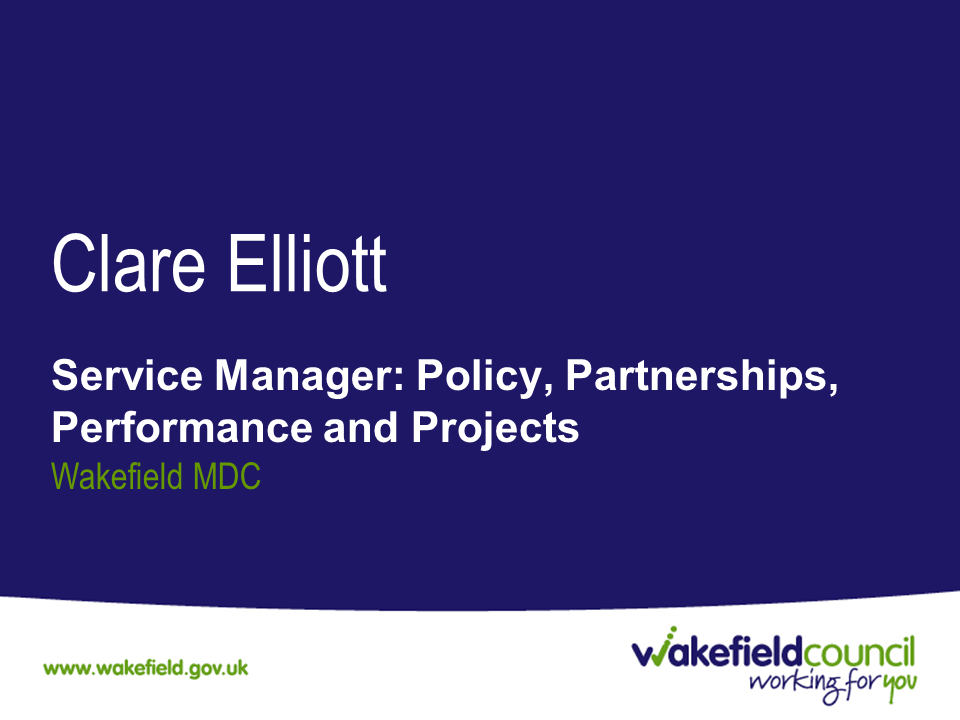 Clare Elliott
Service Manager: Policy, Partnerships,
Performance and Projects
Wakefield MDC
www.wakefield.gov.uk
wakefieldcouncil
working for you